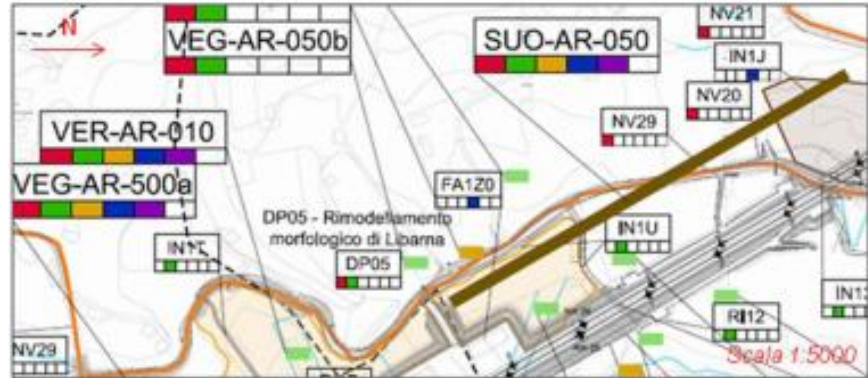 N
VEG-AR-050b
SUO-AR-050
NV21
IN1J
NV20
NV29
VER-AR-010
VEG-AR-500a
FA1Z0
DP05 - Rimodellamento
morfologico di Libarna
IN1T
DP05
IN1U
RI12
NV29
Scala 1:5000